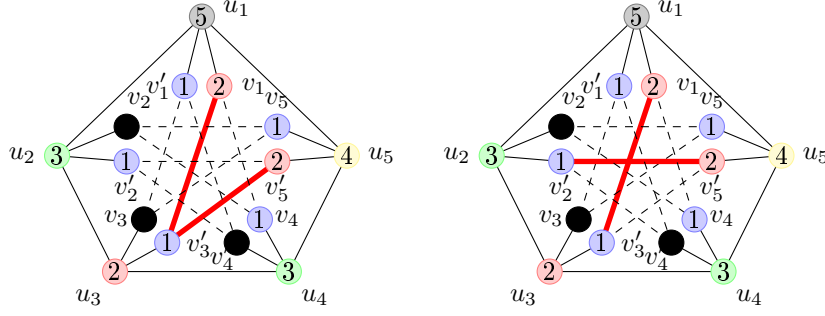 5 u₁ 5 u₁
1 v₁′ 2 v₁ 1 v₁′ 2 v₁
v₂ 1 v₅ v₂ 1 v₅
u₂ 3 1 v₂′ 2 v₅′ 4 u₅ u₂ 3 1 v₂′ 2 v₅′ 4 u₅
v₃ 1 v₄ v₃ 1 v₄
1 v₃′ v₄′ 1 v₃′ v₄′
u₃ 2 3 u₄ u₃ 2 3 u₄